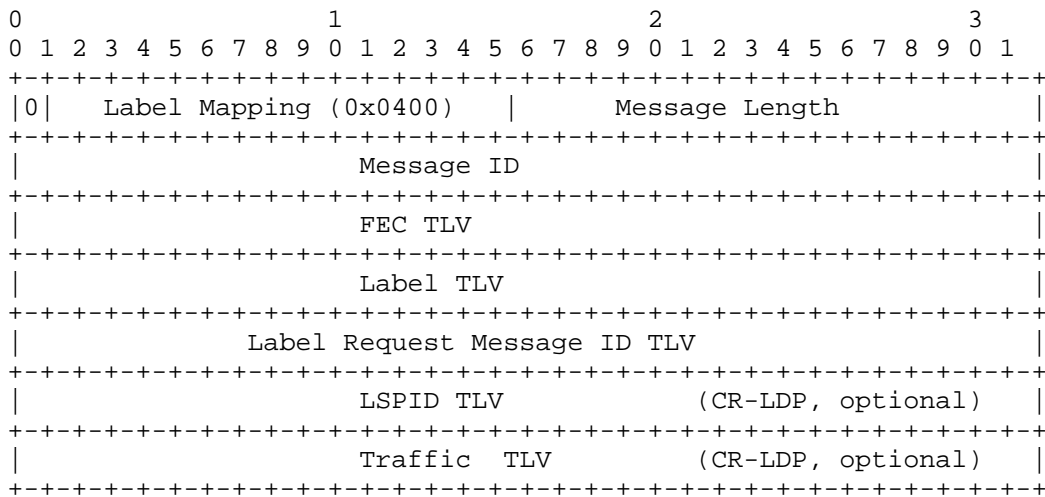 0                   1                   2                   3
0 1 2 3 4 5 6 7 8 9 0 1 2 3 4 5 6 7 8 9 0 1 2 3 4 5 6 7 8 9 0 1
+-+-+-+-+-+-+-+-+-+-+-+-+-+-+-+-+-+-+-+-+-+-+-+-+-+-+-+-+-+-+-+-+
|0|   Label Mapping (0x0400)   |      Message Length            |
+-+-+-+-+-+-+-+-+-+-+-+-+-+-+-+-+-+-+-+-+-+-+-+-+-+-+-+-+-+-+-+-+
|                     Message ID                                |
+-+-+-+-+-+-+-+-+-+-+-+-+-+-+-+-+-+-+-+-+-+-+-+-+-+-+-+-+-+-+-+-+
|                     FEC TLV                                   |
+-+-+-+-+-+-+-+-+-+-+-+-+-+-+-+-+-+-+-+-+-+-+-+-+-+-+-+-+-+-+-+-+
|                     Label TLV                                 |
+-+-+-+-+-+-+-+-+-+-+-+-+-+-+-+-+-+-+-+-+-+-+-+-+-+-+-+-+-+-+-+-+
|              Label Request Message ID TLV                     |
+-+-+-+-+-+-+-+-+-+-+-+-+-+-+-+-+-+-+-+-+-+-+-+-+-+-+-+-+-+-+-+-+
|                     LSPID TLV            (CR-LDP, optional)   |
+-+-+-+-+-+-+-+-+-+-+-+-+-+-+-+-+-+-+-+-+-+-+-+-+-+-+-+-+-+-+-+-+
|                     Traffic  TLV         (CR-LDP, optional)   |
+-+-+-+-+-+-+-+-+-+-+-+-+-+-+-+-+-+-+-+-+-+-+-+-+-+-+-+-+-+-+-+-+